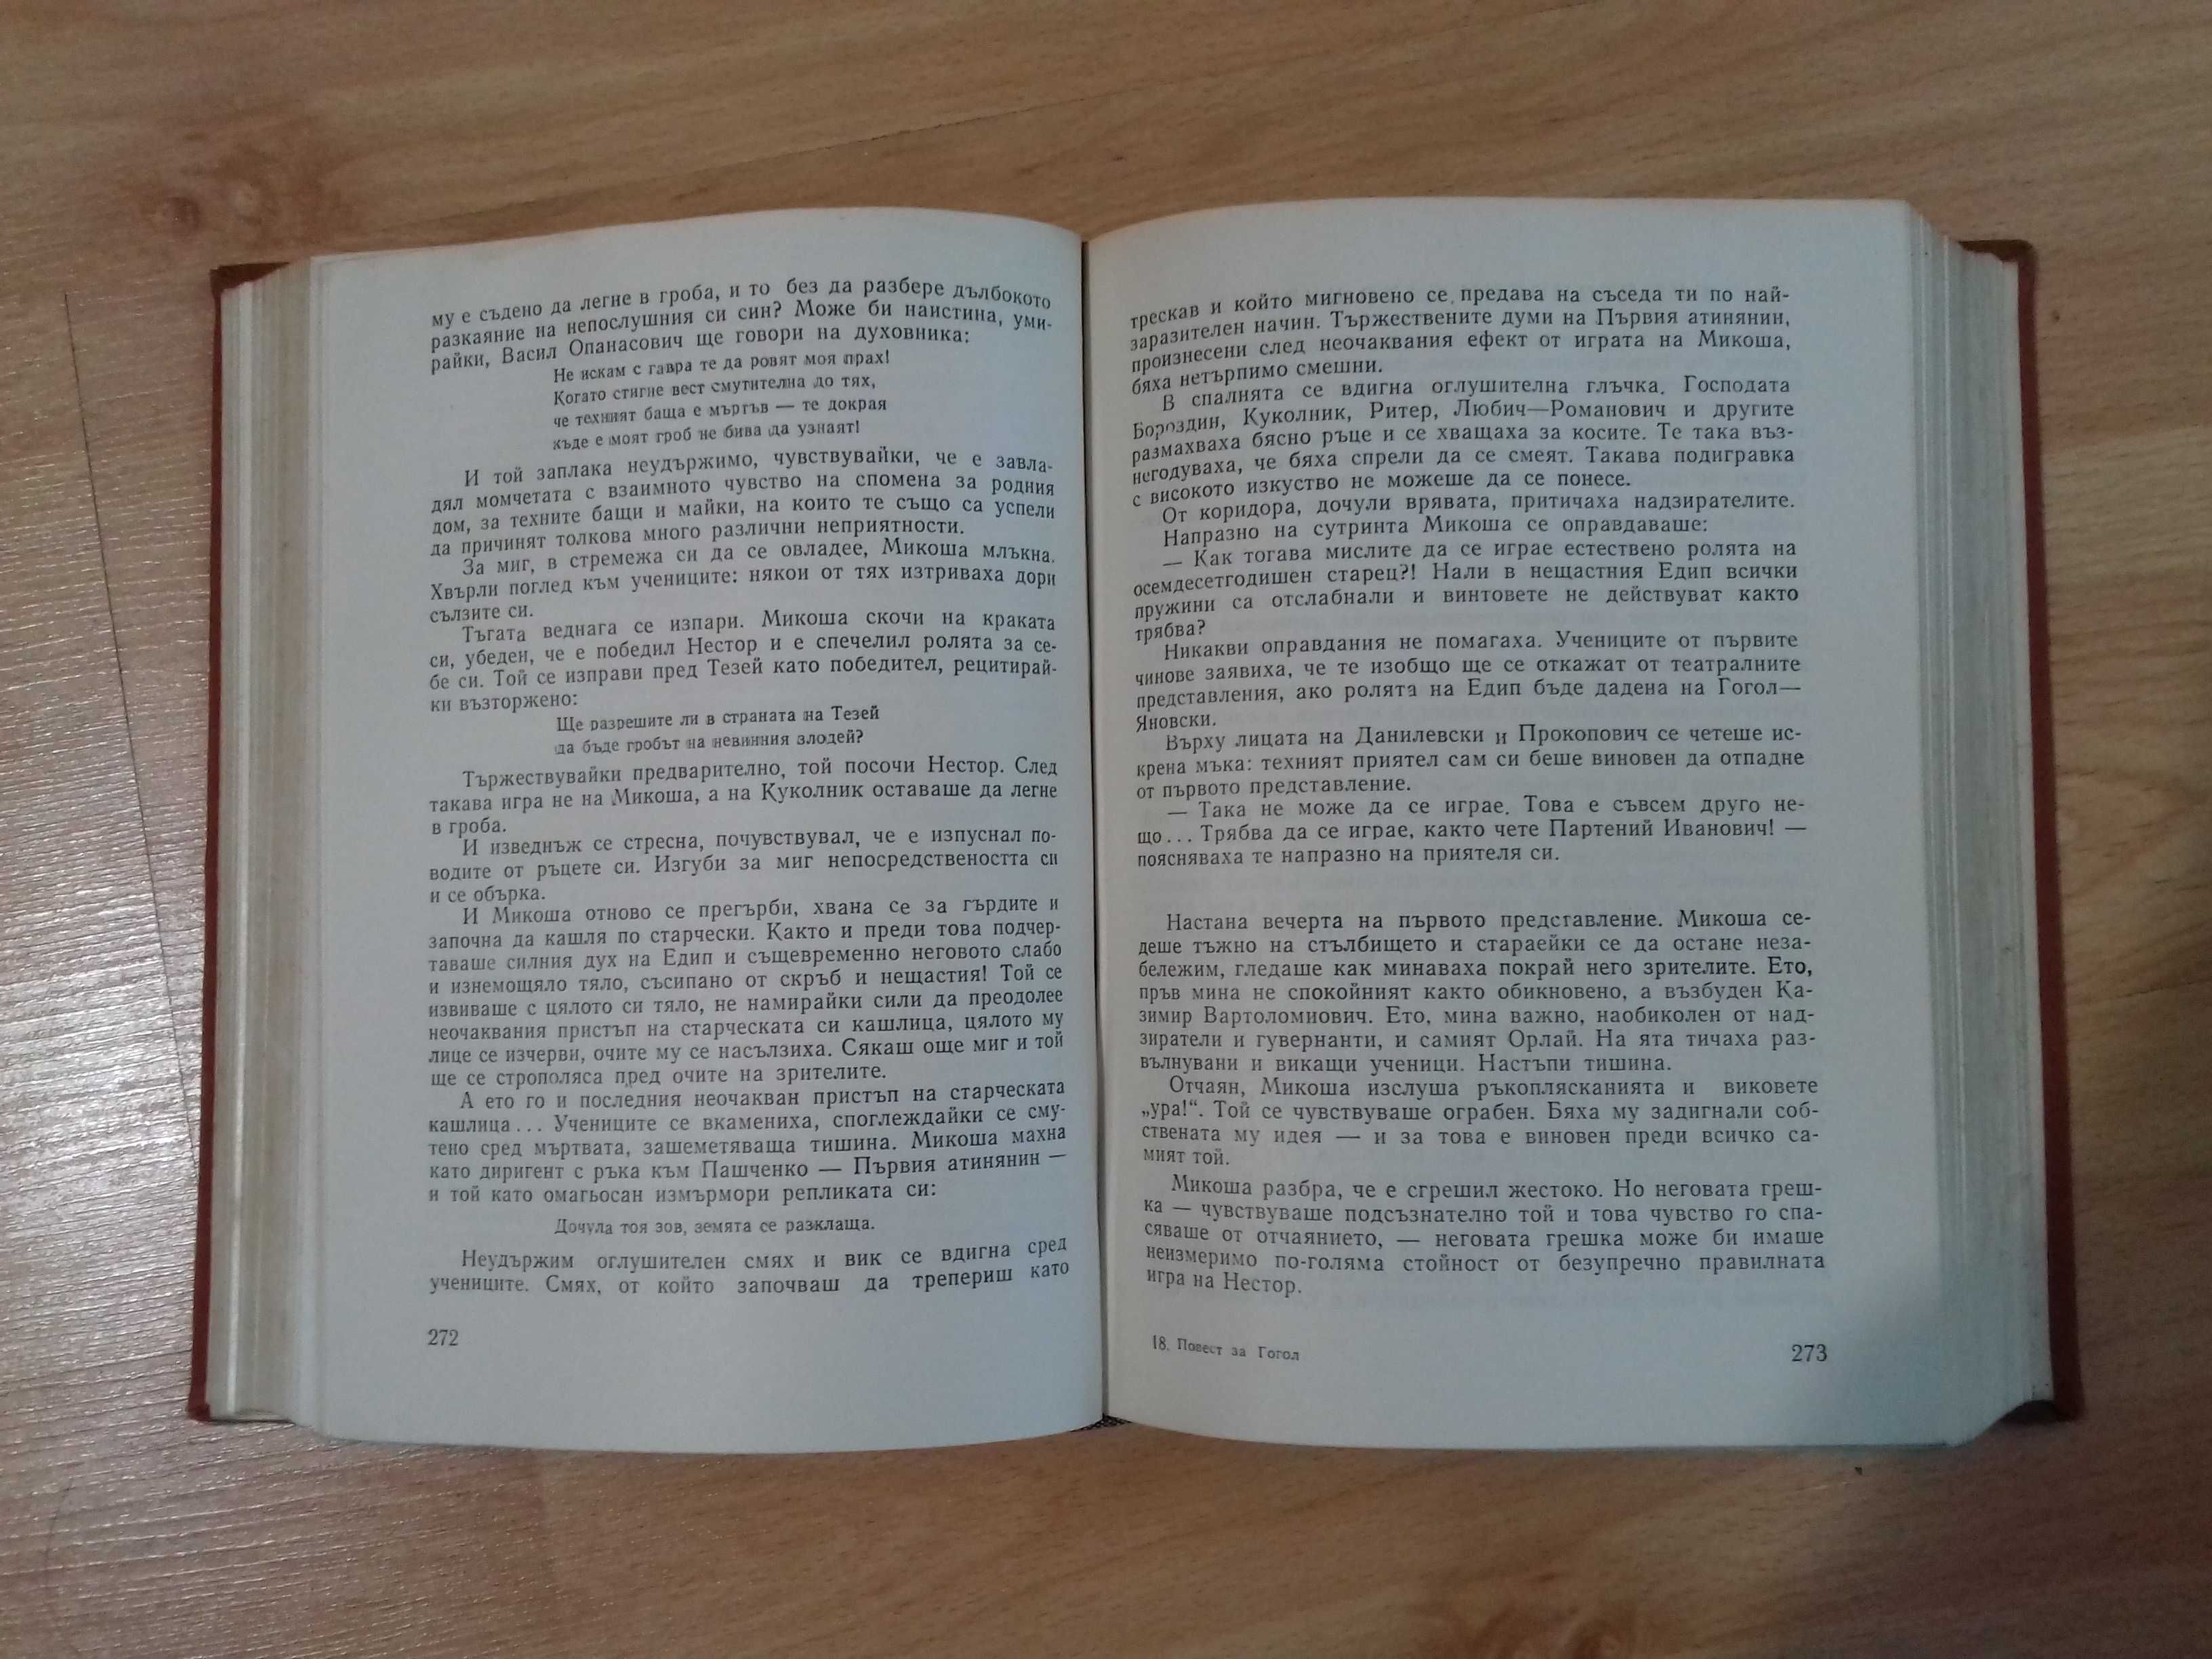 му е съдено да легне в гроба, и то без да разбере дълбокото
разкаяние на непослушния си син? Може би наистина, уми-
райки, Васил Опанасович ще говори на духовника:
Не искам с гавра те да ровят моя прах!
Когато стигне вест смутителна до тях,
че техният баща е мъртъв — те докрая
къде е моят гроб не бива да узнаят!
И той заплака неудържимо, чувствувайки, че е завла-
дял момчетата с взаимното чувство на спомена за родния
дом, за техните бащи и майки, на които те също са успели
да причинят толкова много различни неприятности.
За миг, в стремежа си да се овладее, Микоша млъкна.
Хвърли поглед към учениците: някои от тях изтриваха дори
сълзите си.
Тъгата веднага се изпари. Микоша скочи на краката
си, убеден, че е победил Нестор и е спечелил ролята за се-
бе си. Той се изправи пред Тезей като победител, рецитирай-
ки възторжено:
Ще разрешите ли в страната на Тезей
да бъде гробът на невинния злодей?
Тържествувайки предварително, той посочи Нестор. След
такава игра не на Микоша, а на Куколник оставаше да легне
в гроба.
И изведнъж се стресна, почувствувал, че е изпуснал по-
водите от ръцете си. Изгуби за миг непосредствеността си
и се обърка.
И Микоша отново се прегърби, хвана се за гърдите и
започна да кашля по старчески. Както и преди това подчер-
таваше силния дух на Едип и същевременно неговото слабо
и изнемощяло тяло, съсипано от скръб и нещастия! Той се
извиваше с цялото си тяло, не намирайки сили да преодолее
неочаквания пристъп на старческата си кашлица, цялото му
лице се изчерви, очите му се насълзиха. Сякаш още миг и той
ще се строполяса пред очите на зрителите.
А ето го и последния неочакван пристъп на старческата
кашлица... Учениците се вкамениха, споглеждайки се сму-
тено сред мъртвата, зашеметяваща тишина. Микоша махна
като диригент с ръка към Пашченко — Първия атинянин —
и той като омагьосан измърмори репликата си:
Дочула тоя зов, земята се разклаща.
Неудържим оглушителен смях и вик се вдигна сред
учениците. Смях, от който започваш да трепериш като
272
трескав и който мигновено се предава на съседа ти по най-
заразителен начин. Тържествените думи на Първия атинянин,
произнесени след неочаквания ефект от играта на Микоша,
бяха нетърпимо смешни.
В спалнята се вдигна оглушителна глъчка. Господата
Бороздин, Куколник, Ритер, Любич—Романович и другите
размахваха бясно ръце и се хващаха за косите. Те така въз-
негодуваха, че бяха спрели да се смеят. Такава подигравка
с високото изкуство не можеше да се понесе.
От коридора, дочули врявата, притичаха надзирателите.
Напразно на сутринта Микоша се оправдаваше:
— Как тогава мислите да се играе естествено ролята на
осемдесетгодишен старец?! Нали в нещастния Едип всички
пружини са отслабнали и винтовете не действуват както
трябва?
Никакви оправдания не помагаха. Учениците от първите
чинове заявиха, че те изобщо ще се откажат от театралните
представления, ако ролята на Едип бъде дадена на Гогол—
Яновски.
Върху лицата на Данилевски и Прокопович се четеше ис-
крена мъка: техният приятел сам си беше виновен да отпадне
от първото представление.
— Така не може да се играе. Това е съвсем друго не-
що... Трябва да се играе, както чете Партений Иванович! —
поясняваха те напразно на приятеля си.
Настана вечерта на първото представление. Микоша се-
деше тъжно на стълбището и стараейки се да остане неза-
бележим, гледаше как минаваха покрай него зрителите. Ето,
пръв мина не спокойният както обикновено, а възбуден Ка-
зимир Вартоломиович. Ето, мина важно, наобиколен от над-
зиратели и гувернанти, и самият Орлай. На ята тичаха раз-
вълнувани и викащи ученици. Настъпи тишина.
Отчаян, Микоша изслуша ръкоплясканията и виковете
„ура!“. Той се чувствуваше ограбен. Бяха му задигнали соб-
ствената му идея — и за това е виновен преди всичко са-
мият той.
Микоша разбра, че е сгрешил жестоко. Но неговата греш-
ка — чувствуваше подсъзнателно той и това чувство го спа-
сяваше от отчаянието, — неговата грешка може би имаше
неизмеримо по-голяма стойност от безупречно правилната
игра на Нестор.
18. Повест за Гогол
273